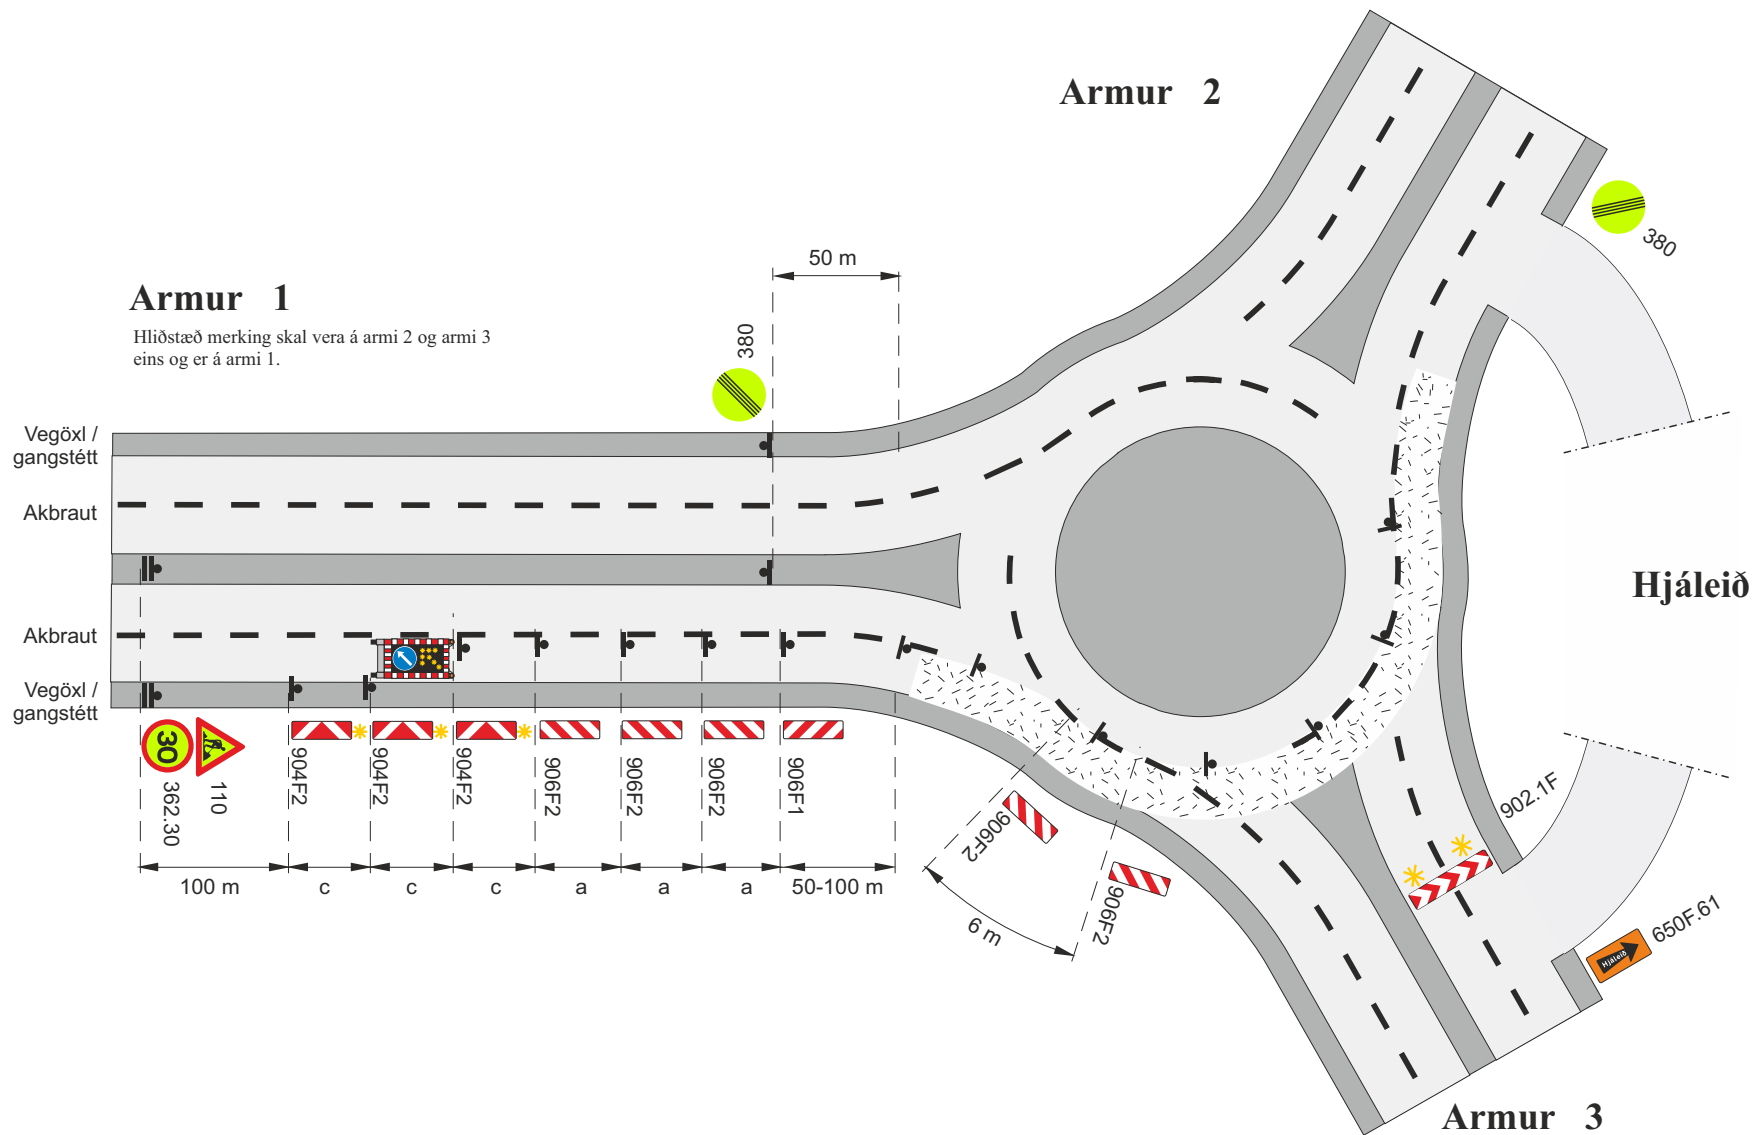 Armur 2
380
50 m
Armur 1
Hliðstæð merking skal vera á armi 2 og armi 3
eins og er á armi 1.
380
Vegöxl /
gangstétt
Akbraut
Hjáleið
Akbraut
Vegöxl /
gangstétt
30
362.30
110
904F2
904F2
904F2
906F2
906F2
906F2
906F1
100 m
c
c
c
a
a
a
50-100 m
906F2
906F2
6 m
902.1F
650F.61
Hjáleið
Armur 3